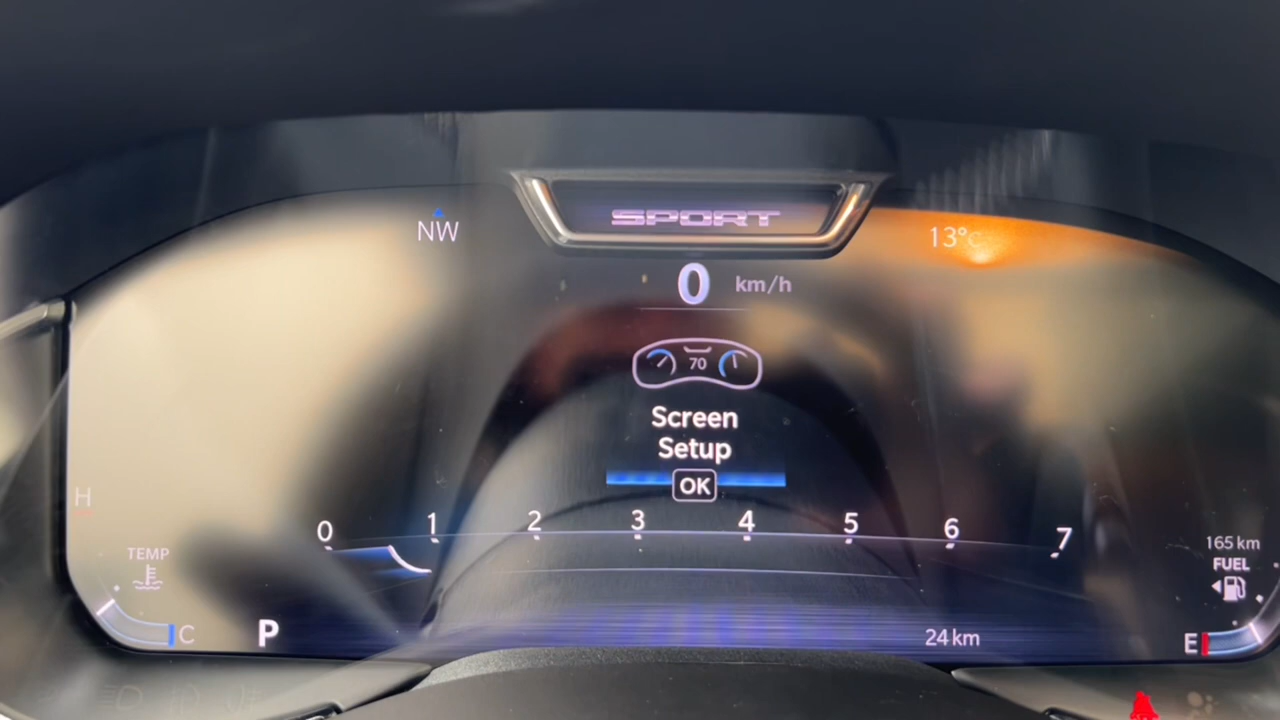 SPORT
NW
13°C
0 km/h
70
Screen
Setup
OK
H
0 1 2 3 4 5 6 7
TEMP
165 km
FUEL
C
P
24 km
E